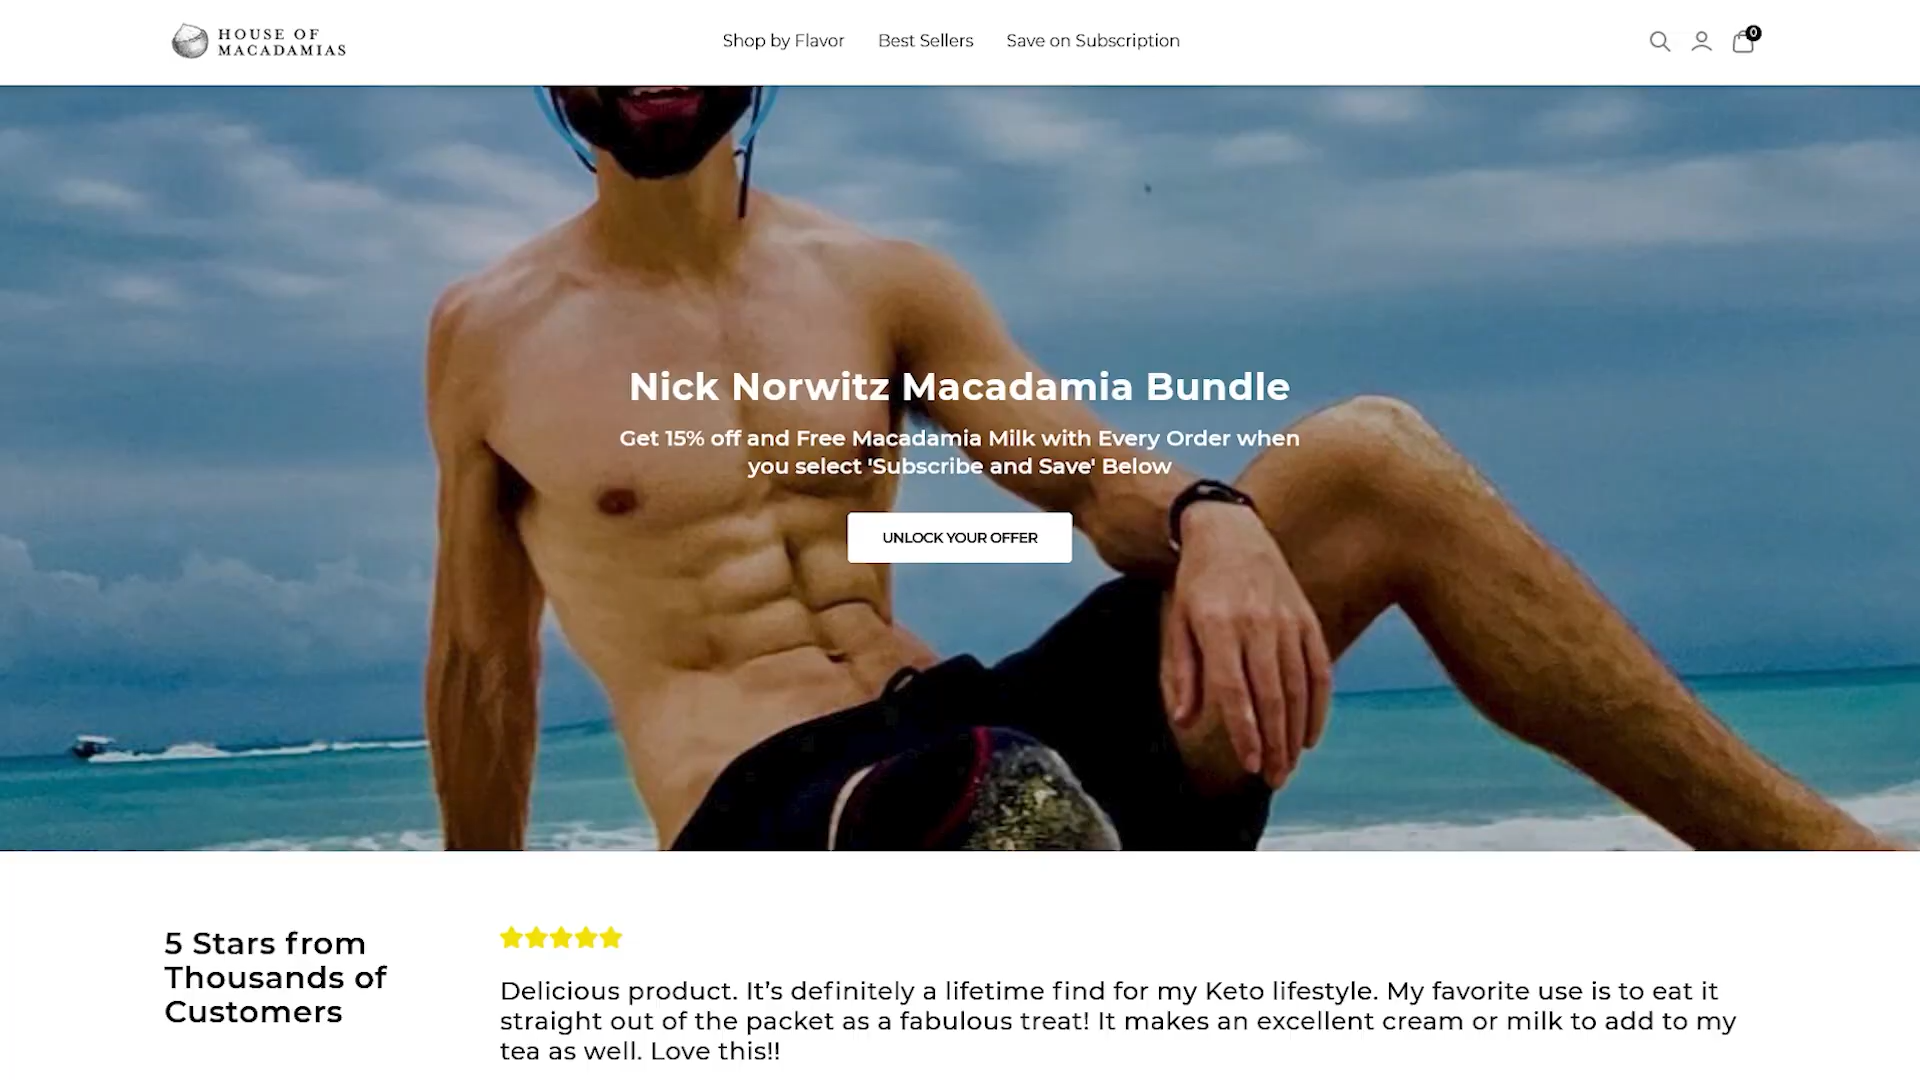 HOUSE OF
MACADAMIAS
Shop by Flavor
Best Sellers
Save on Subscription
0
Nick Norwitz Macadamia Bundle
Get 15% off and Free Macadamia Milk with Every Order when
you select 'Subscribe and Save' Below
UNLOCK YOUR OFFER
5 Stars from
Thousands of
Customers
Delicious product. It’s definitely a lifetime find for my Keto lifestyle. My favorite use is to eat it
straight out of the packet as a fabulous treat! It makes an excellent cream or milk to add to my
tea as well. Love this!!